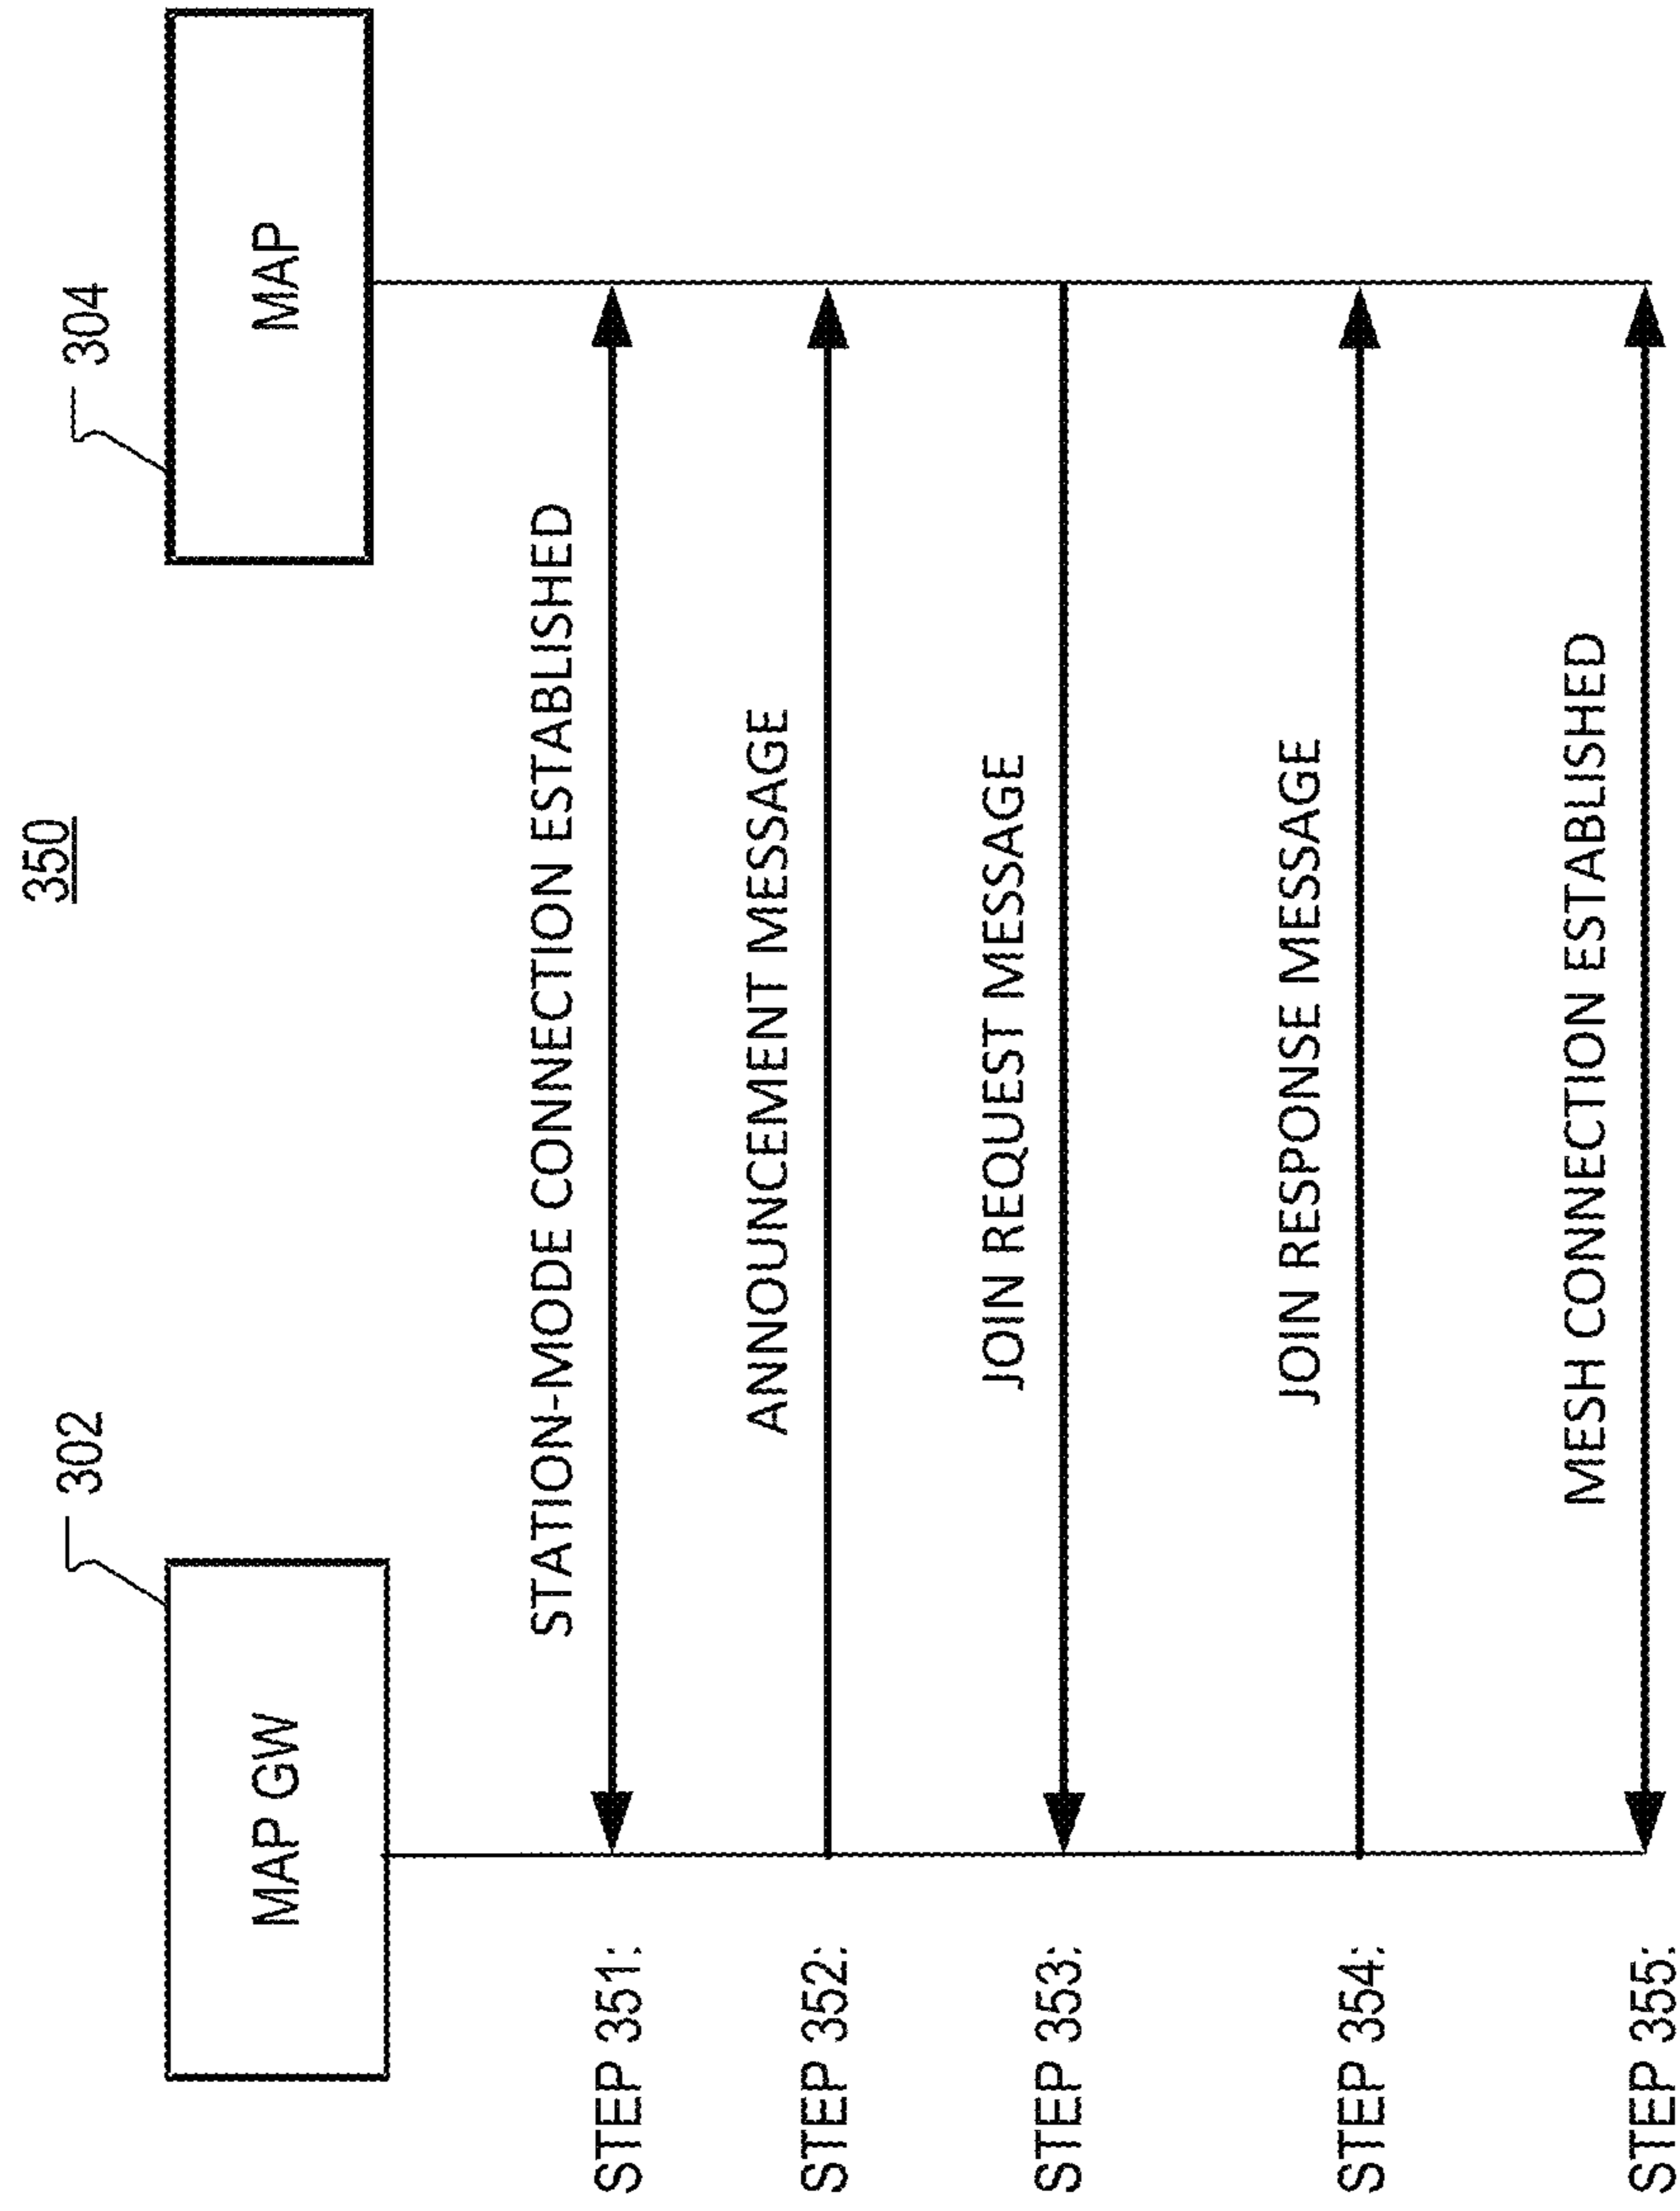 350
302
304
MAP GW
MAP
STEP 351:
STATION-MODE CONNECTION ESTABLISHED
STEP 352:
ANNOUNCEMENT MESSAGE
STEP 353:
JOIN REQUEST MESSAGE
STEP 354:
JOIN RESPONSE MESSAGE
STEP 355:
MESH CONNECTION ESTABLISHED